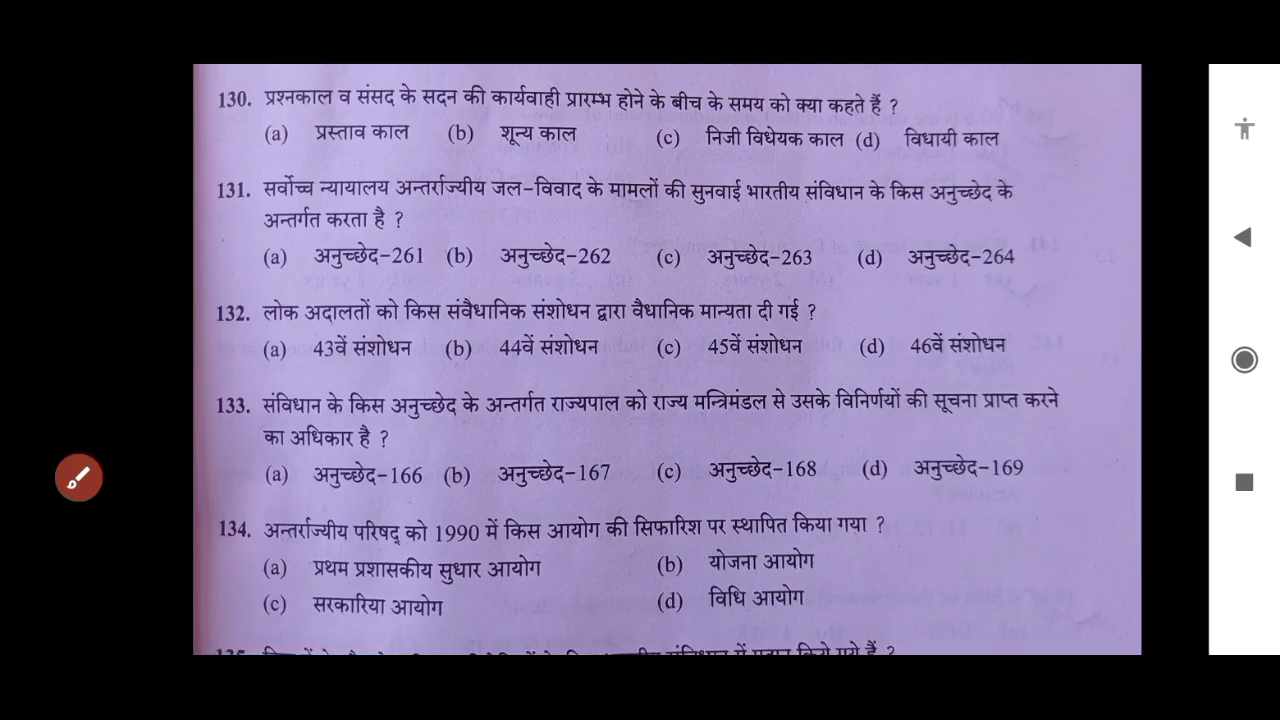 130. प्रश्नकाल व संसद के सदन की कार्यवाही प्रारम्भ होने के बीच के समय को क्या कहते हैं ?
(a) प्रस्ताव काल (b) शून्य काल (c) निजी विधेयक काल (d) विधायी काल
131. सर्वोच्च न्यायालय अन्तर्राज्यीय जल-विवाद के मामलों की सुनवाई भारतीय संविधान के किस अनुच्छेद के
अन्तर्गत करता है ?
(a) अनुच्छेद-261 (b) अनुच्छेद-262 (c) अनुच्छेद-263 (d) अनुच्छेद-264
132. लोक अदालतों को किस संवैधानिक संशोधन द्वारा वैधानिक मान्यता दी गई ?
(a) 43वें संशोधन (b) 44वें संशोधन (c) 45वें संशोधन (d) 46वें संशोधन
133. संविधान के किस अनुच्छेद के अन्तर्गत राज्यपाल को राज्य मन्त्रिमंडल से उसके विनिर्णयों की सूचना प्राप्त करने
का अधिकार है ?
(a) अनुच्छेद-166 (b) अनुच्छेद-167 (c) अनुच्छेद-168 (d) अनुच्छेद-169
134. अन्तर्राज्यीय परिषद् को 1990 में किस आयोग की सिफारिश पर स्थापित किया गया ?
(a) प्रथम प्रशासकीय सुधार आयोग (b) योजना आयोग
(c) सरकारिया आयोग (d) विधि आयोग